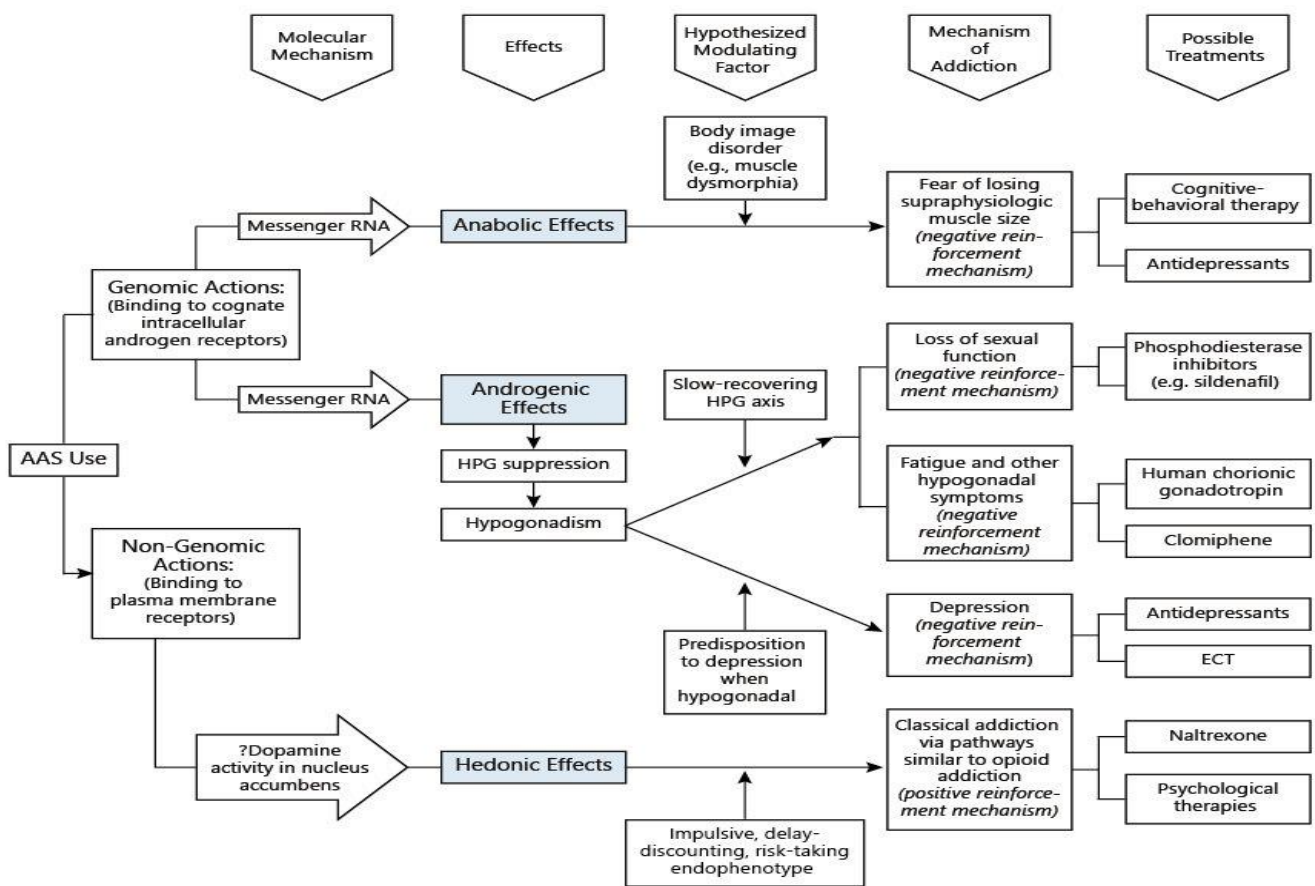 Molecular
Mechanism
Effects
Hypothesized
Modulating
Factor
Mechanism
of
Addiction
Possible
Treatments
Body image
disorder
(e.g., muscle
dysmorphia)
Messenger RNA
Anabolic Effects
Fear of losing
supraphysiologic
muscle size
(negative rein-
forcement
mechanism)
Cognitive-
behavioral therapy
Antidepressants
Genomic Actions:
(Binding to cognate
intracellular
androgen receptors)
Messenger RNA
Androgenic
Effects
Slow-recovering
HPG axis
Loss of sexual
function
(negative reinforce-
ment mechanism)
Phosphodiesterase
inhibitors
(e.g. sildenafil)
AAS Use
HPG suppression
Hypogonadism
Fatigue and other
hypogonadal
symptoms
(negative
reinforcement
mechanism)
Human chorionic
gonadotropin
Clomiphene
Non-Genomic
Actions:
(Binding to
plasma membrane
receptors)
Predisposition
to depression
when
hypogonadal
Depression
(negative rein-
forcement
mechanism)
Antidepressants
ECT
?Dopamine
activity in nucleus
accumbens
Hedonic Effects
Classical addiction
via pathways
similar to opioid
addiction
(positive reinforce-
ment mechanism)
Naltrexone
Psychological
therapies
Impulsive, delay-
discounting, risk-taking
endophenotype